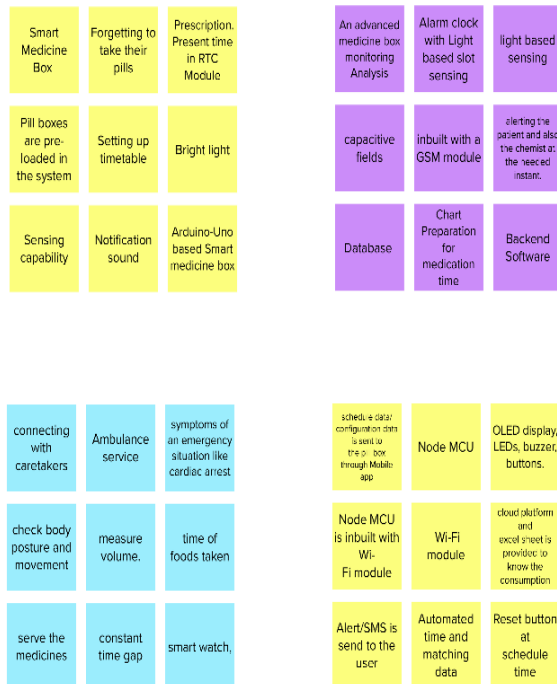 Smart
Medicine
Box
Forgetting to
take their
pills
Prescription.
Present time
in RTC
Module
Pill boxes
are pre-
loaded in
the system
Setting up
timetable
Bright light
Sensing
capability
Notification
sound
Arduino-Uno
based Smart
medicine box
An advanced
medicine box
monitoring
Analysis
Alarm clock
with Light
based slot
sensing
light based
sensing
capacitive
fields
inbuilt with a
GSM module
alerting the
patient and also
the chemist at
the needed
instant.
Database
Chart
Preparation
for
medication
time
Backend
Software
connecting
with
caretakers
Ambulance
service
symptoms of
an emergency
situation like
cardiac arrest
check body
posture and
movement
measure
volume.
time of
foods taken
serve the
medicines
constant
time gap
smart watch,
schedule data/
configuration data
is sent to
the pill box
through Mobile
app
Node MCU
OLED display,
LEDs, buzzer,
buttons.
Node MCU
is inbuilt with
Wi-
Fi module
Wi-Fi
module
cloud platform
and
excel sheet is
provided to
know the
consumption
Alert/SMS is
send to the
user
Automated
time and
matching
data
Reset button
at
schedule
time